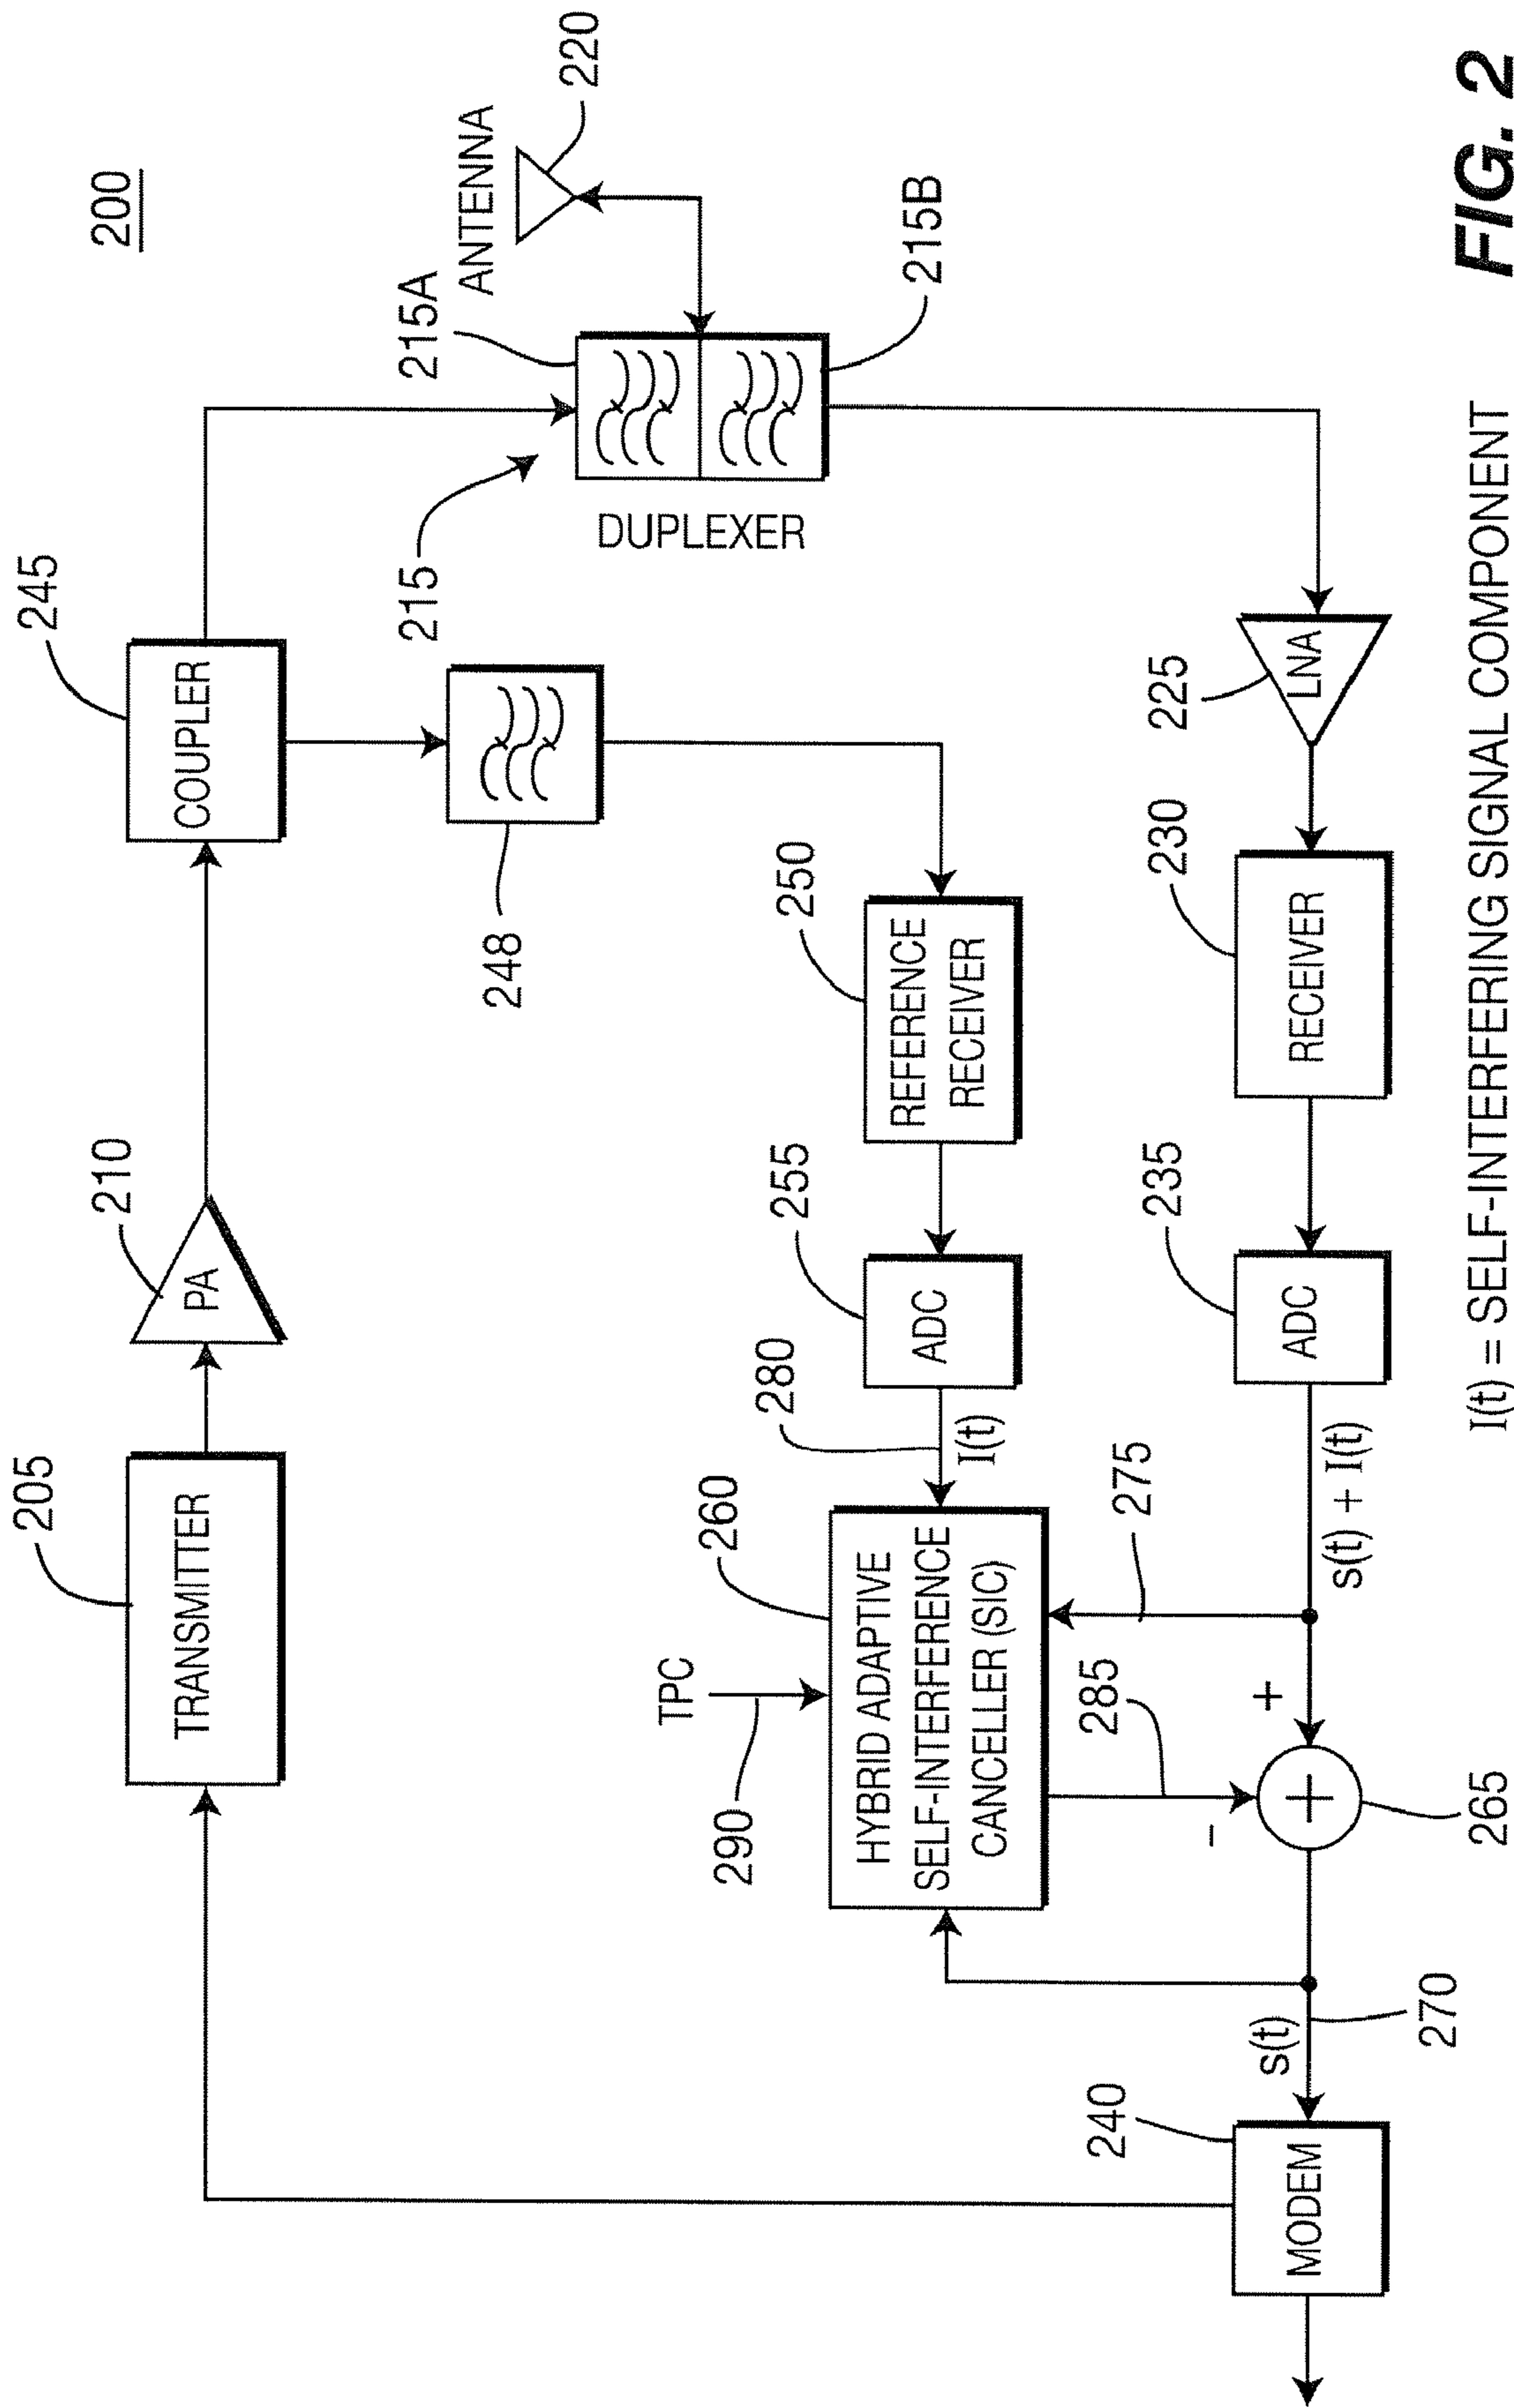 200
205
TRANSMITTER
210
PA
245
COUPLER
248
215
215A
ANTENNA
220
DUPLEXER
215B
TPC
290
260
HYBRID ADAPTIVE
SELF-INTERFERENCE
CANCELLER (SIC)
280
I(t)
255
ADC
250
REFERENCE
RECEIVER
240
MODEM
s(t)
270
285
-
+
+
265
275
s(t) + I(t)
235
ADC
230
RECEIVER
225
LNA
I(t) = SELF-INTERFERING SIGNAL COMPONENT
FIG. 2